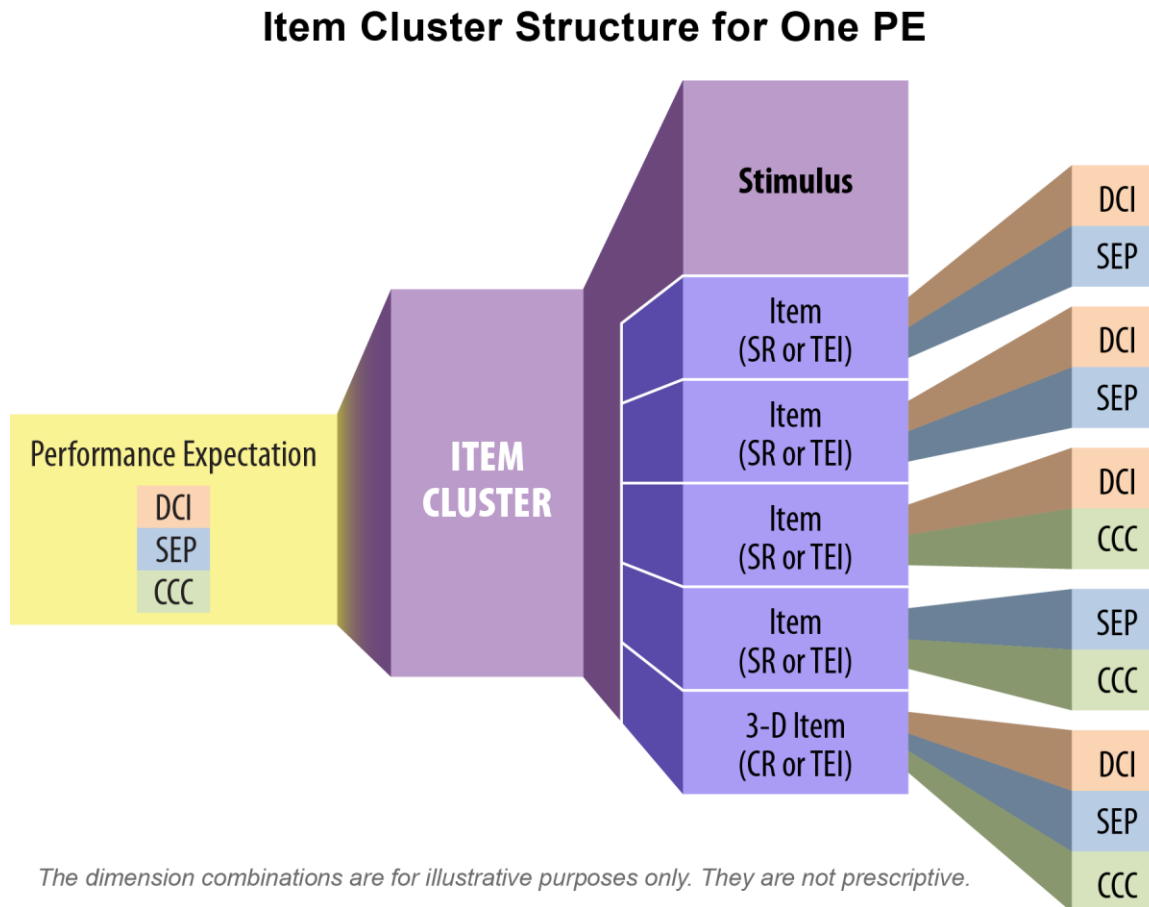 Item Cluster Structure for One PE
Performance Expectation
DCI
SEP
CCC
ITEM
CLUSTER
Stimulus
Item
(SR or TEI)
Item
(SR or TEI)
Item
(SR or TEI)
Item
(SR or TEI)
3-D Item
(CR or TEI)
DCI
SEP
DCI
SEP
DCI
CCC
SEP
CCC
DCI
SEP
CCC
The dimension combinations are for illustrative purposes only. They are not prescriptive.